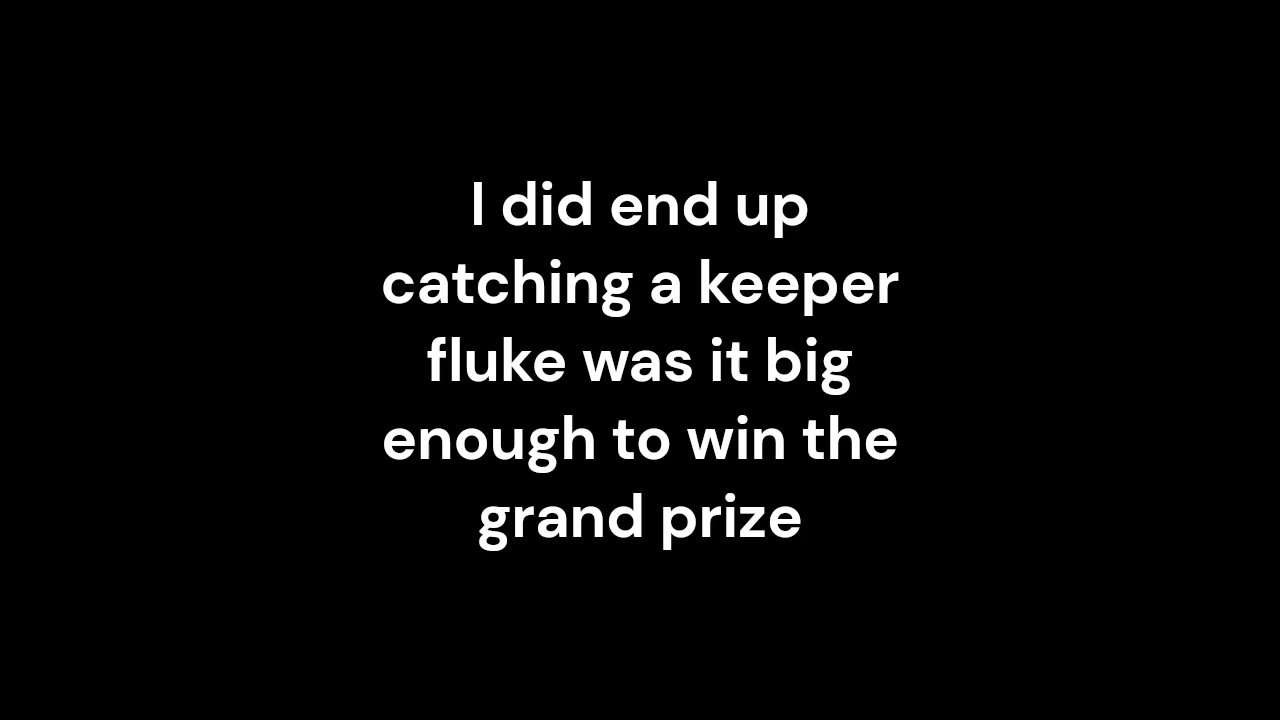 I did end up
catching a keeper
fluke was it big
enough to win the
grand prize